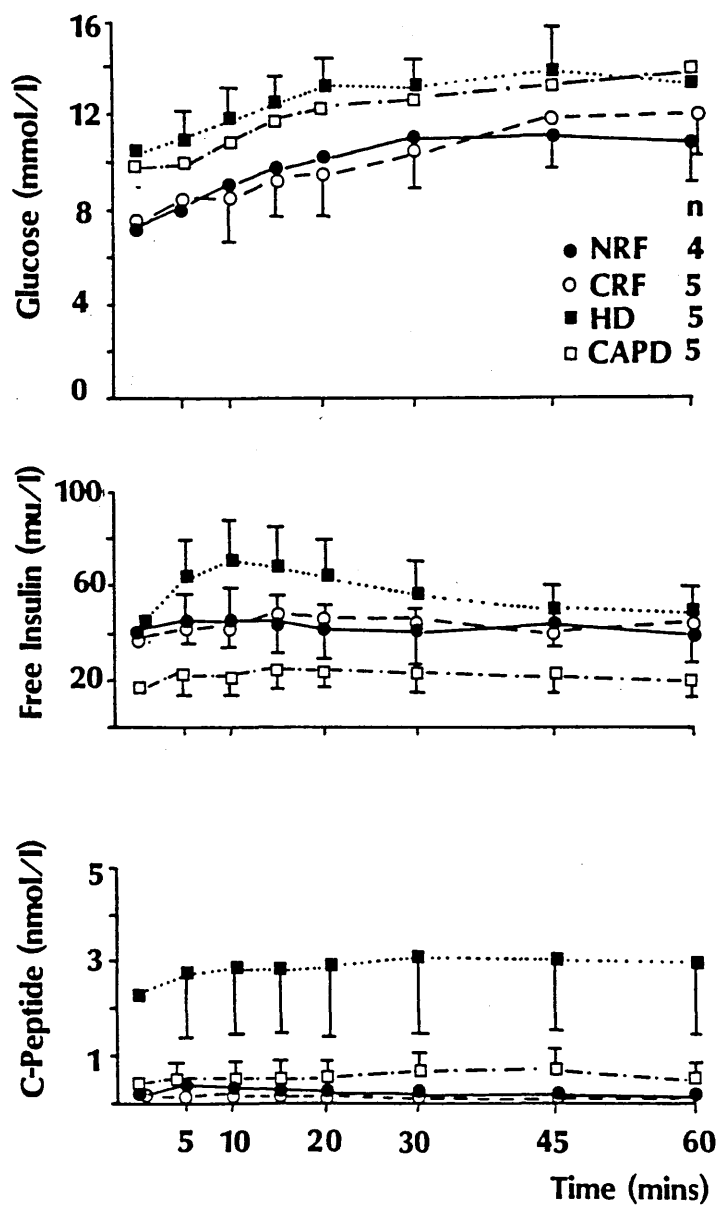 Glucose (mmol/l)
16
12
8
4
0
n
NRF 4
CRF 5
HD 5
CAPD 5
Free Insulin (mu/l)
100
60
20
C-Peptide (nmol/l)
5
3
1
5 10 20 30 45 60
Time (mins)